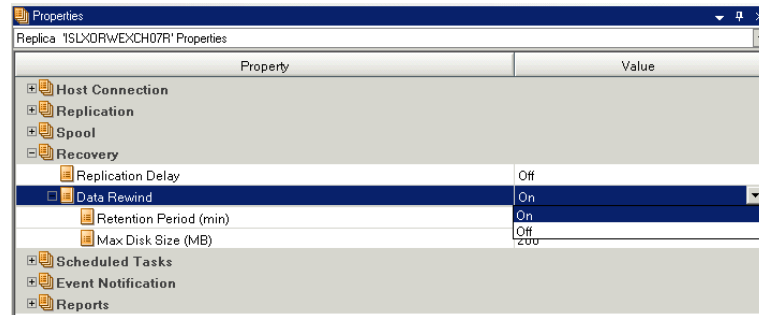 Properties
Replica 'ISLXORWEXCH07R' Properties
Property Value
Host Connection
Replication
Spool
Recovery
Replication Delay Off
Data Rewind On
Retention Period (min) On
Off
Max Disk Size (MB) 200
Scheduled Tasks
Event Notification
Reports